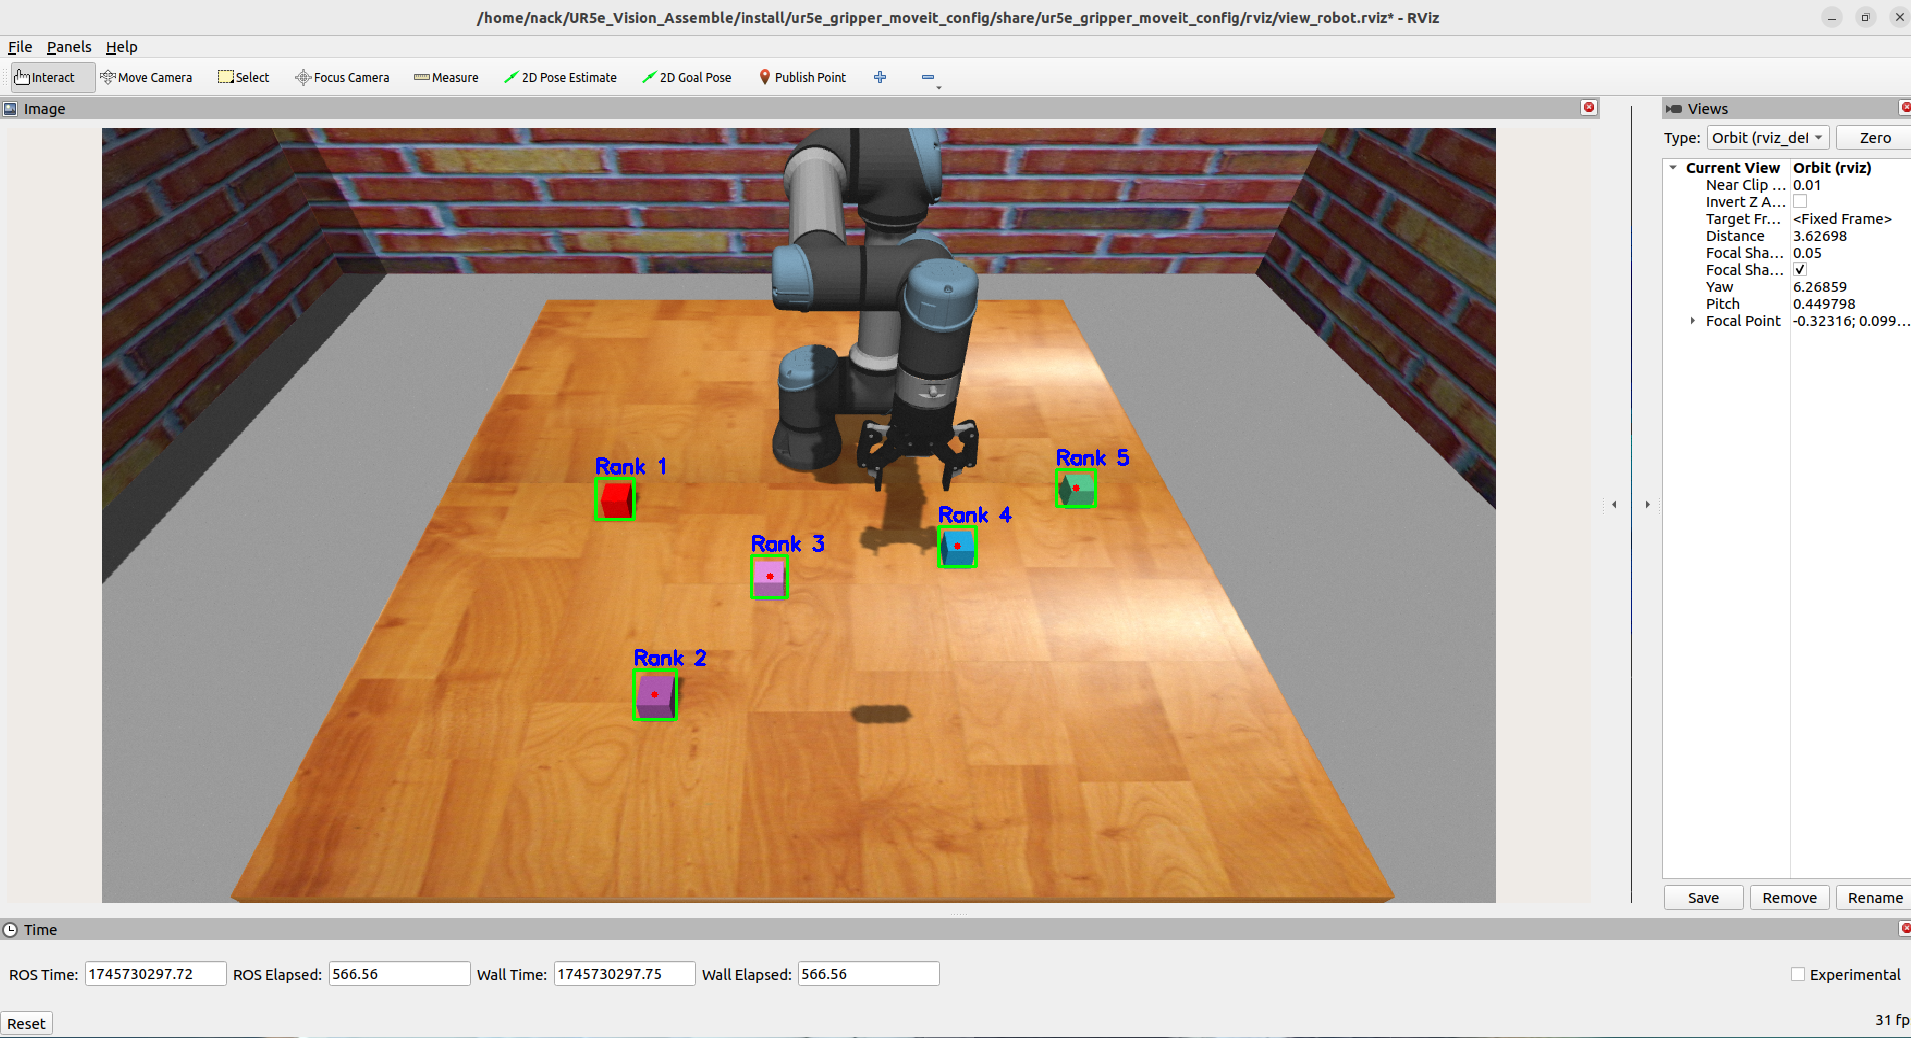 /home/nack/UR5e_Vision_Assemble/install/ur5e_gripper_moveit_config/share/ur5e_gripper_moveit_config/rviz/view_robot.rviz* - RViz
File Panels Help
Interact Move Camera Select Focus Camera Measure 2D Pose Estimate 2D Goal Pose Publish Point
Image
Rank 1
Rank 5
Rank 4
Rank 3
Rank 2
Views
Type: Orbit (rviz_def Zero
Current View Orbit (rviz)
Near Clip ... 0.01
Invert Z A...
Target Fr... <Fixed Frame>
Distance 3.62698
Focal Sha... 0.05
Focal Sha...
Yaw 6.26859
Pitch 0.449798
Focal Point -0.32316; 0.099...
Save Remove Rename
Time
ROS Time: 1745730297.72 ROS Elapsed: 566.56 Wall Time: 1745730297.75 Wall Elapsed: 566.56 Experimental
Reset 31 fp